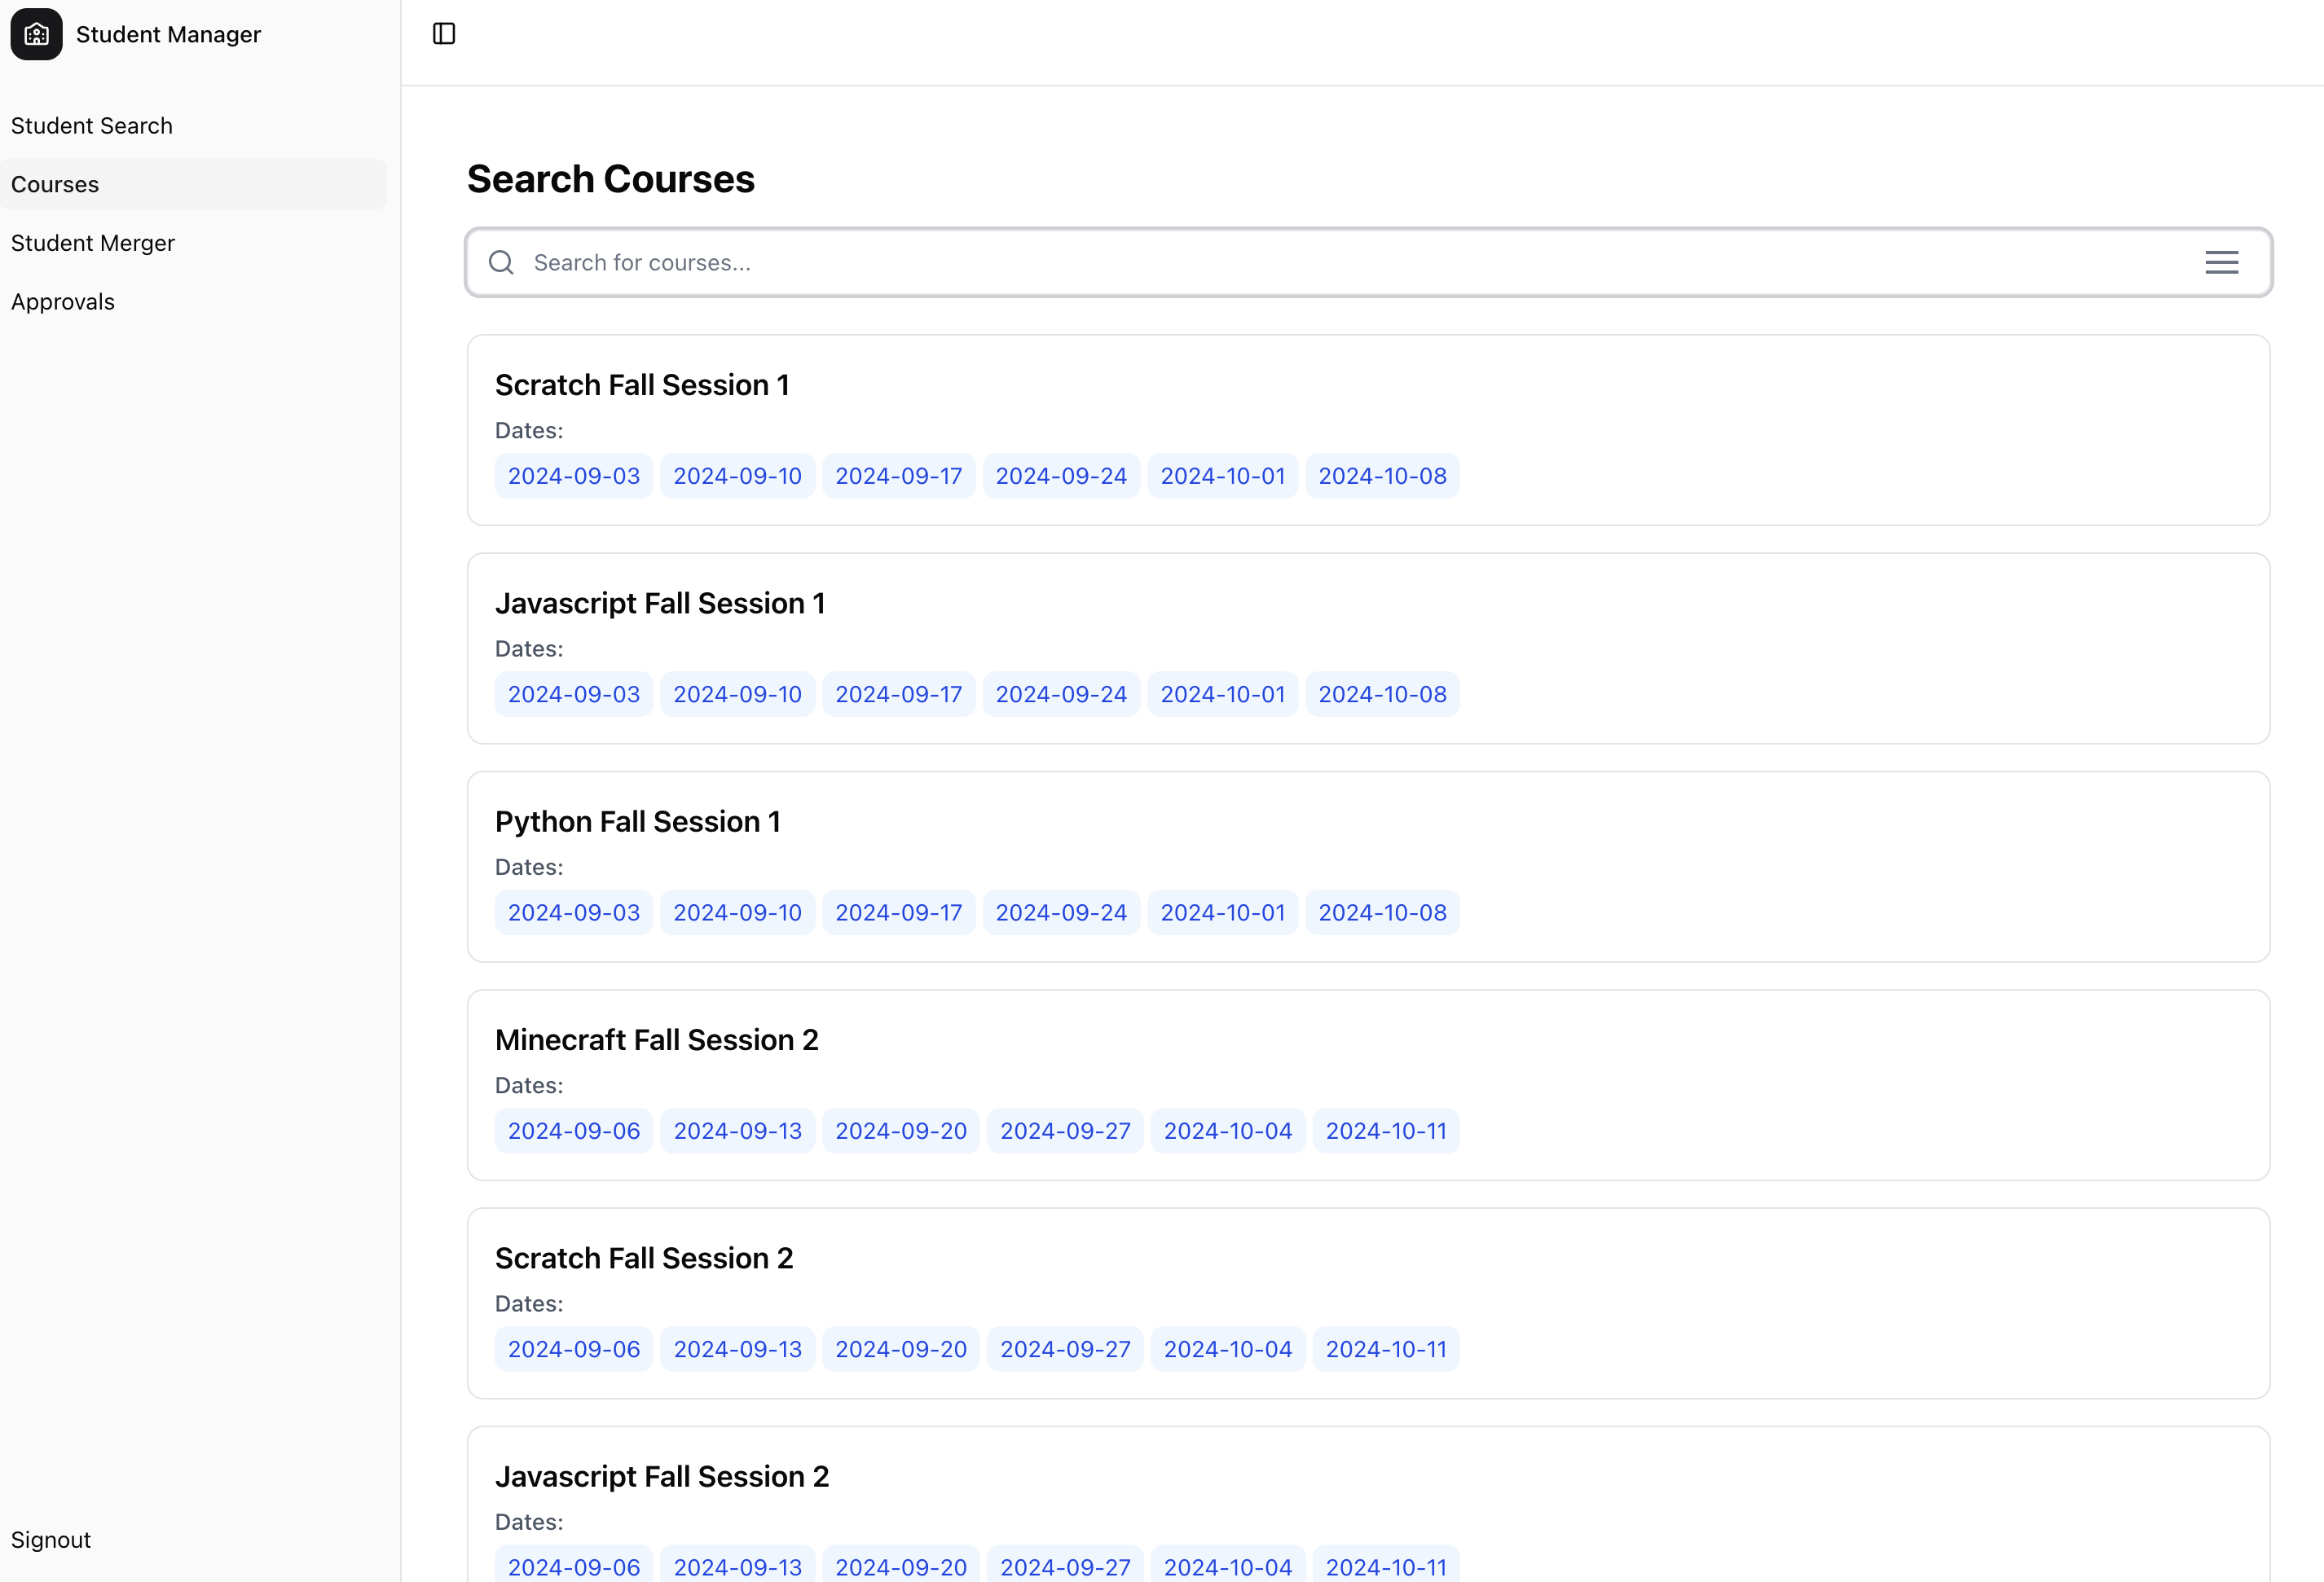 Student Manager
Student Search
Courses
Student Merger
Approvals
Signout
Search Courses
Search for courses...
Scratch Fall Session 1
Dates:
2024-09-03 2024-09-10 2024-09-17 2024-09-24 2024-10-01 2024-10-08
Javascript Fall Session 1
Dates:
2024-09-03 2024-09-10 2024-09-17 2024-09-24 2024-10-01 2024-10-08
Python Fall Session 1
Dates:
2024-09-03 2024-09-10 2024-09-17 2024-09-24 2024-10-01 2024-10-08
Minecraft Fall Session 2
Dates:
2024-09-06 2024-09-13 2024-09-20 2024-09-27 2024-10-04 2024-10-11
Scratch Fall Session 2
Dates:
2024-09-06 2024-09-13 2024-09-20 2024-09-27 2024-10-04 2024-10-11
Javascript Fall Session 2
Dates:
2024-09-06 2024-09-13 2024-09-20 2024-09-27 2024-10-04 2024-10-11